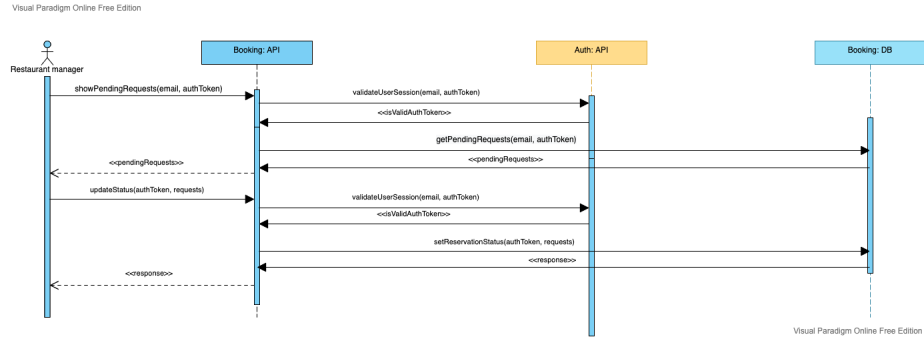 Visual Paradigm Online Free Edition
Restaurant manager
Booking: API
Auth: API
Booking: DB
showPendingRequests(email, authToken)
validateUserSession(email, authToken)
<<isValidAuthToken>>
getPendingRequests(email, authToken)
<<pendingRequests>>
<<pendingRequests>>
updateStatus(authToken, requests)
validateUserSession(email, authToken)
<<isValidAuthToken>>
setReservationStatus(authToken, requests)
<<response>>
<<response>>
Visual Paradigm Online Free Edition